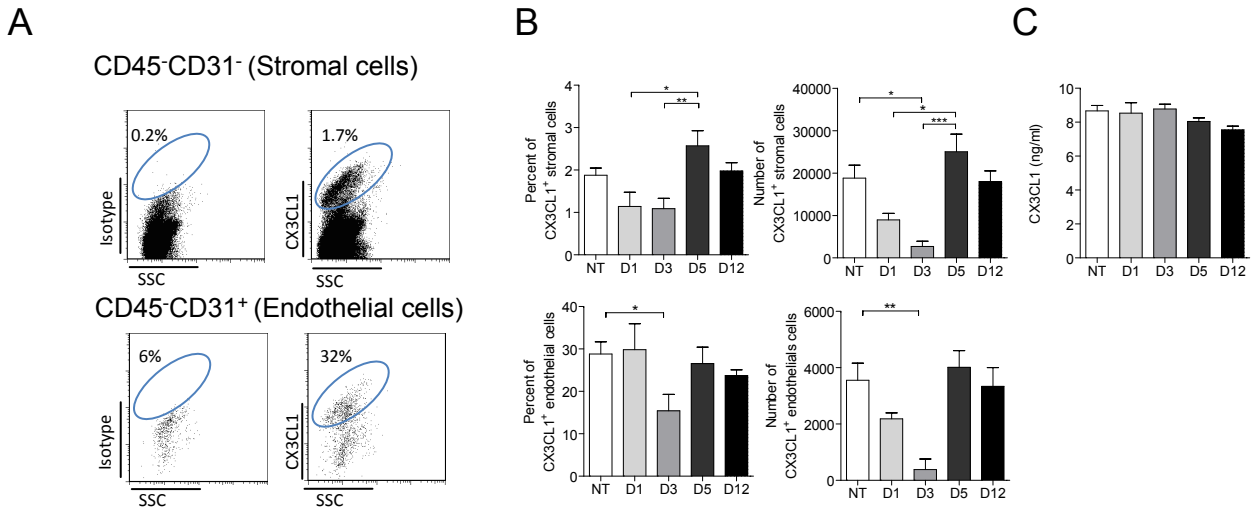 A
CD45⁻CD31⁻ (Stromal cells)
0.2%
Isotype
SSC
1.7%
CX3CL1
SSC
CD45⁻CD31⁺ (Endothelial cells)
6%
Isotype
SSC
32%
CX3CL1
SSC
B
Percent of
CX3CL1⁺ stromal cells
4
3
2
1
0
*
**
NT D1 D3 D5 D12
Number of
CX3CL1⁺ stromal cells
40000
30000
20000
10000
0
*
*
***
NT D1 D3 D5 D12
Percent of
CX3CL1⁺ endothelial cells
40
30
20
10
0
*
NT D1 D3 D5 D12
Number of
CX3CL1⁺ endothelials cells
6000
4000
2000
0
**
NT D1 D3 D5 D12
C
CX3CL1 (ng/ml)
10
8
6
4
2
0
NT D1 D3 D5 D12